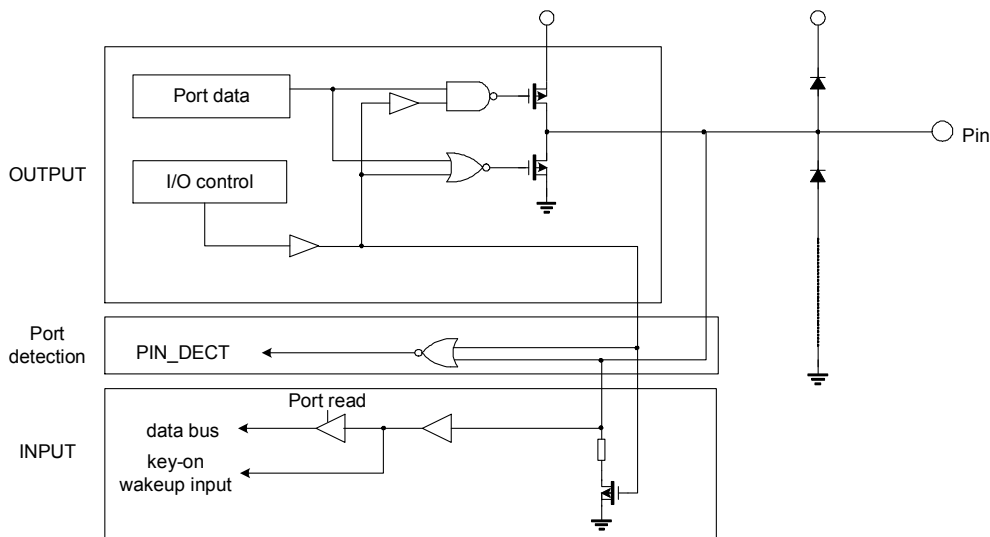 Port data
Pin
OUTPUT
I/O control
Port
detection
PIN_DECT
Port read
data bus
INPUT
key-on
wakeup input